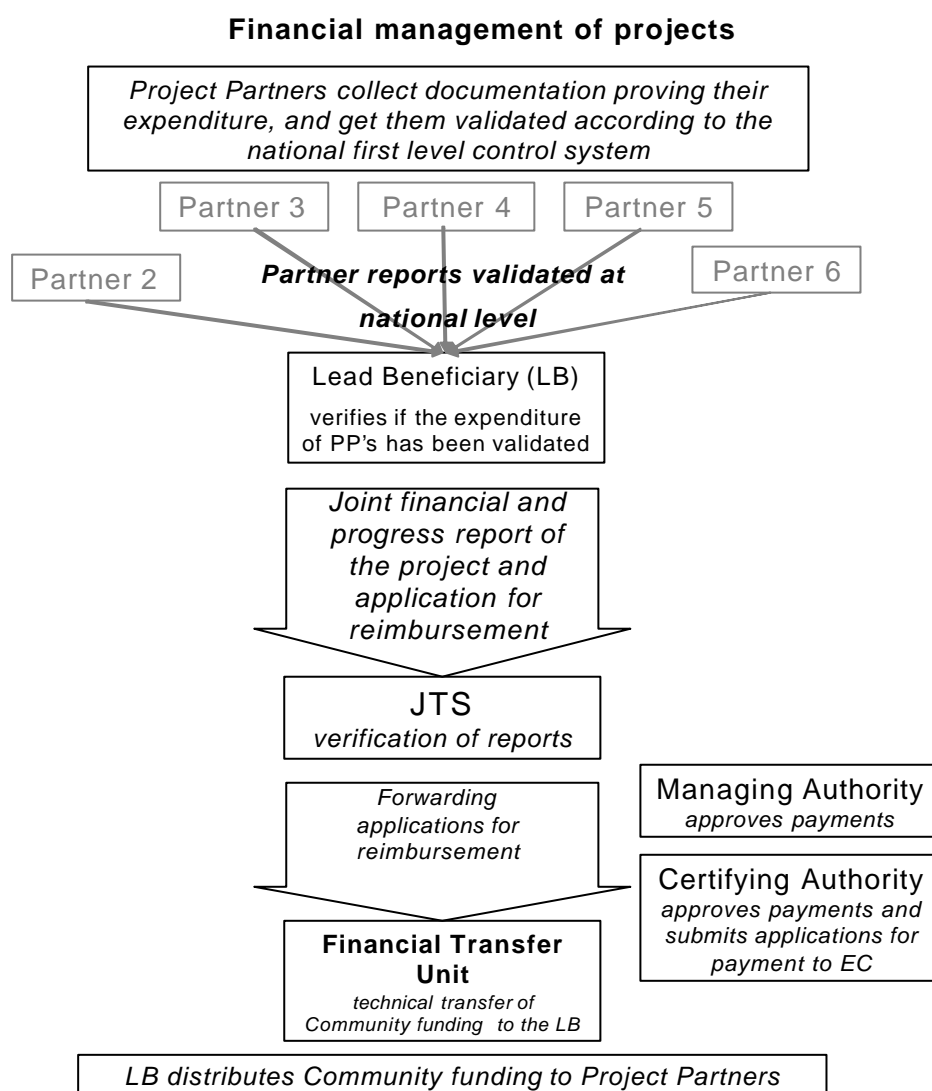 Financial management of projects
Project Partners collect documentation proving their
expenditure, and get them validated according to the
national first level control system
Partner 3
Partner 4
Partner 5
Partner 2
Partner reports validated at
national level
Partner 6
Lead Beneficiary (LB)
verifies if the expenditure
of PP's has been validated
Joint financial and
progress report of
the project and
application for
reimbursement
JTS
verification of reports
Forwarding
applications for
reimbursement
Managing Authority
approves payments
Certifying Authority
approves payments and
submits applications for
payment to EC
Financial Transfer
Unit
technical transfer of
Community funding to the LB
LB distributes Community funding to Project Partners